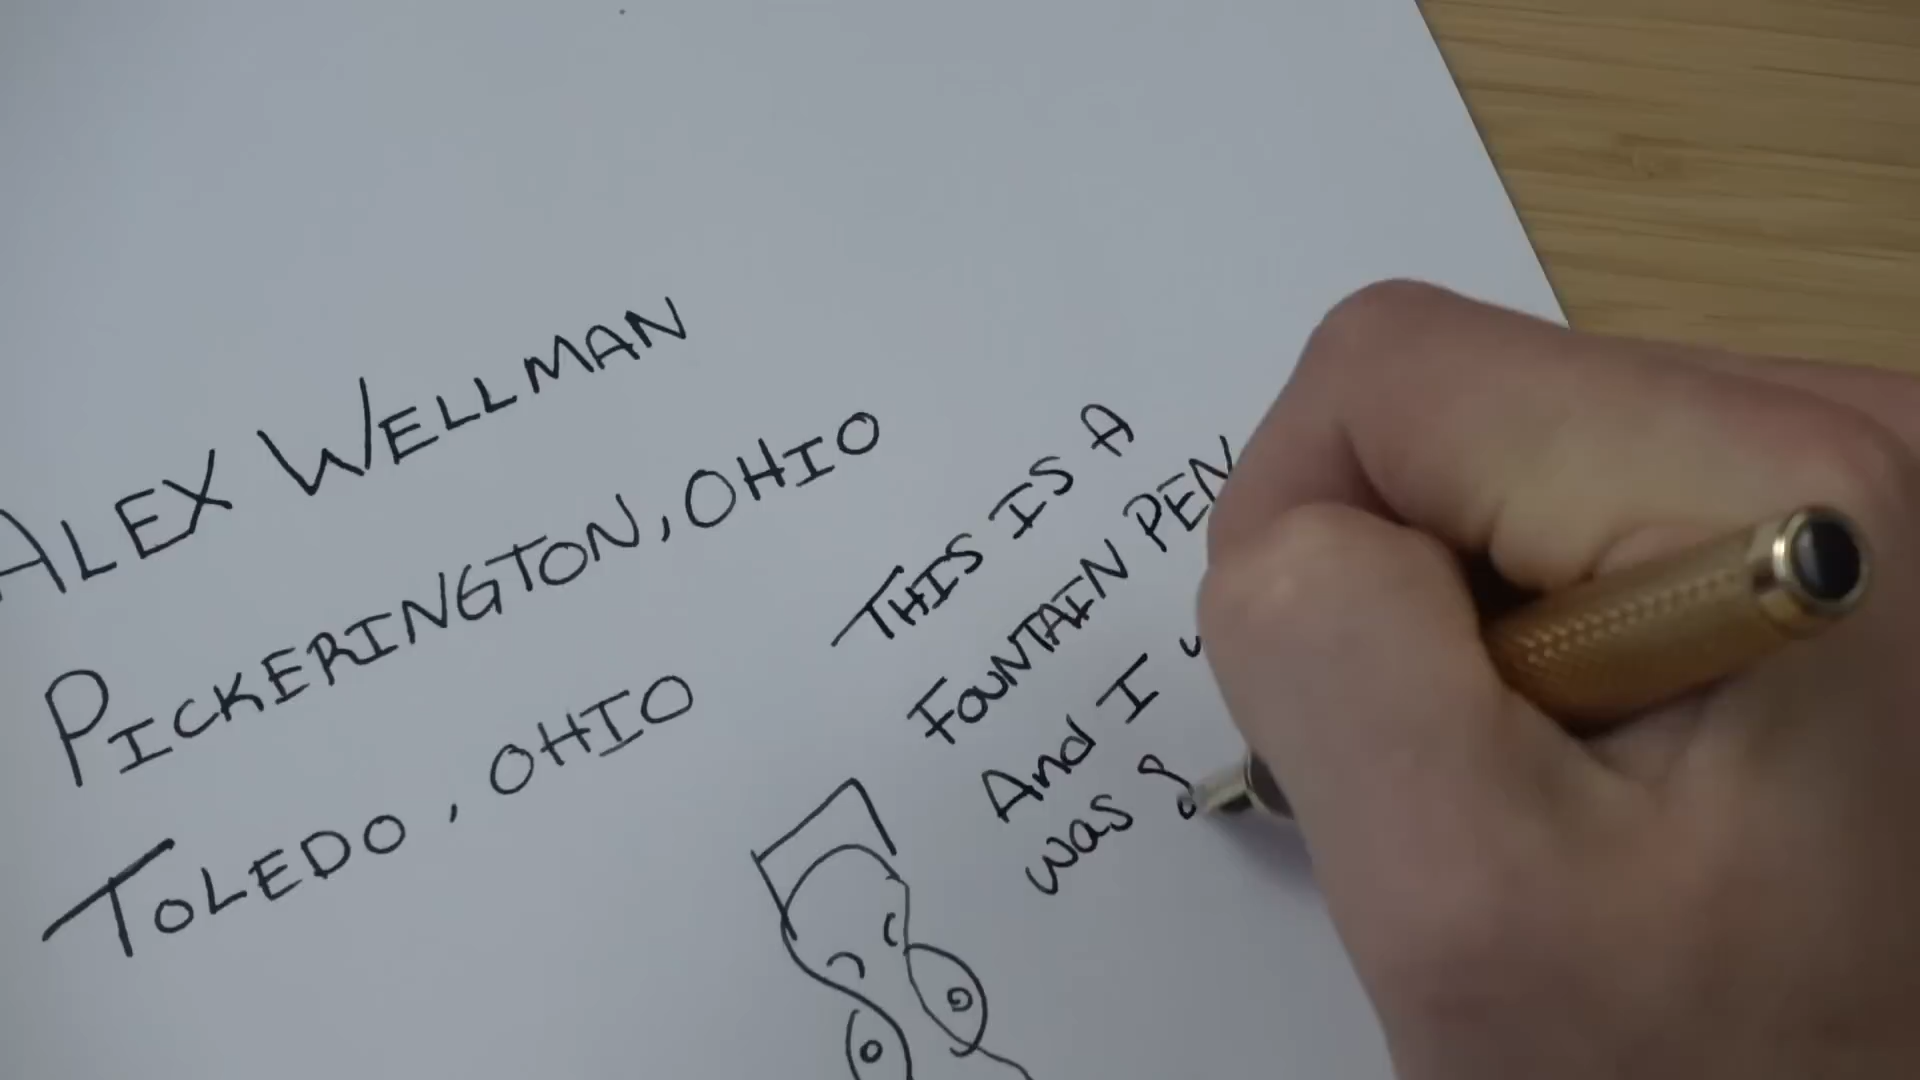 ALEX WELLMAN
PICKERINGTON, OHIO
TOLEDO, OHIO
THIS IS A
FOUNTAIN PEN
And I
was